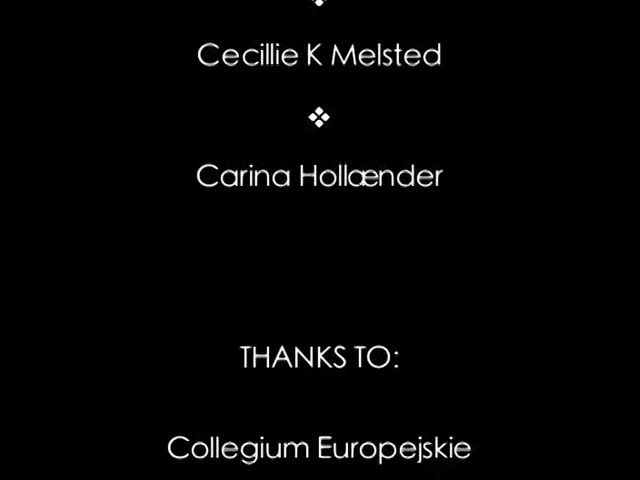 Cecillie K Melsted
❖
Carina Hollænder
THANKS TO:
Collegium Europejskie